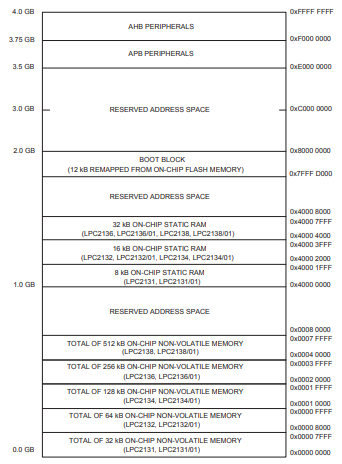 4.0 GB
0xFFFF FFFF
AHB PERIPHERALS
3.75 GB
0xF000 0000
APB PERIPHERALS
3.5 GB
0xE000 0000
3.0 GB
RESERVED ADDRESS SPACE
0xC000 0000
2.0 GB
0x8000 0000
BOOT BLOCK
(12 kB REMAPPED FROM ON-CHIP FLASH MEMORY)
0x7FFF D000
RESERVED ADDRESS SPACE
0x4000 8000
0x4000 7FFF
32 kB ON-CHIP STATIC RAM
(LPC2136, LPC2136/01, LPC2138, LPC2138/01)
0x4000 4000
0x4000 3FFF
16 kB ON-CHIP STATIC RAM
(LPC2132, LPC2132/01, LPC2134, LPC2134/01)
0x4000 2000
0x4000 1FFF
8 kB ON-CHIP STATIC RAM
(LPC2131, LPC2131/01)
1.0 GB
0x4000 0000
RESERVED ADDRESS SPACE
0x0008 0000
0x0007 FFFF
TOTAL OF 512 kB ON-CHIP NON-VOLATILE MEMORY
(LPC2138, LPC2138/01)
0x0004 0000
0x0003 FFFF
TOTAL OF 256 kB ON-CHIP NON-VOLATILE MEMORY
(LPC2136, LPC2136/01)
0x0002 0000
0x0001 FFFF
TOTAL OF 128 kB ON-CHIP NON-VOLATILE MEMORY
(LPC2134, LPC2134/01)
0x0001 0000
0x0000 FFFF
TOTAL OF 64 kB ON-CHIP NON-VOLATILE MEMORY
(LPC2132, LPC2132/01)
0x0000 8000
0x0000 7FFF
TOTAL OF 32 kB ON-CHIP NON-VOLATILE MEMORY
(LPC2131, LPC2131/01)
0.0 GB
0x0000 0000